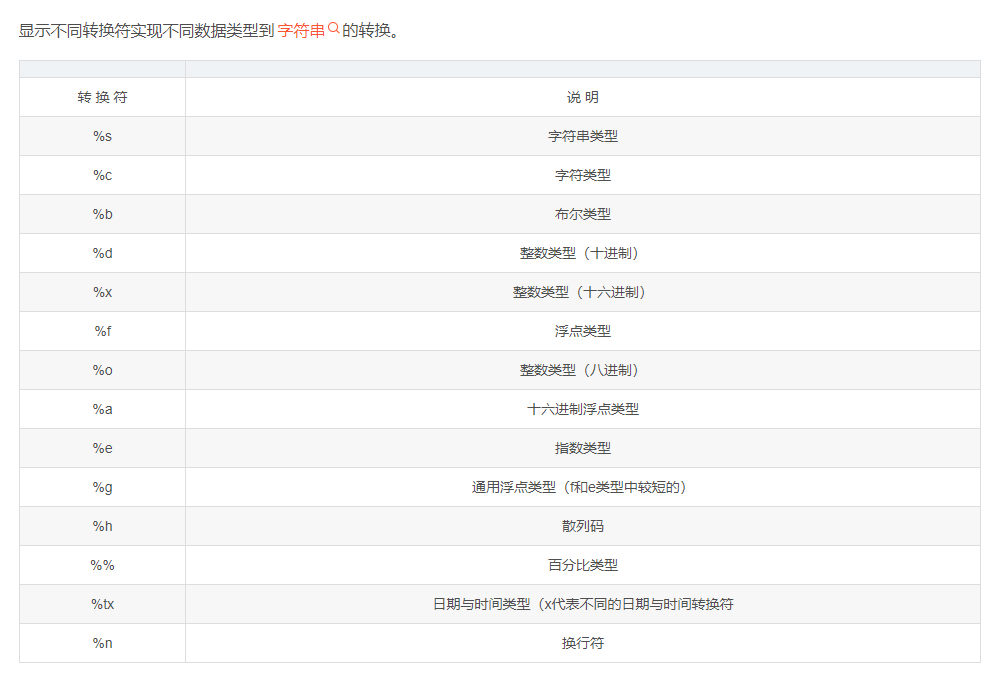 显示不同转换符实现不同数据类型到字符串的转换。
转 换 符 说 明
%s 字符串类型
%c 字符类型
%b 布尔类型
%d 整数类型（十进制）
%x 整数类型（十六进制）
%f 浮点类型
%o 整数类型（八进制）
%a 十六进制浮点类型
%e 指数类型
%g 通用浮点类型（f和e类型中较短的）
%h 散列码
%% 百分比类型
%tx 日期与时间类型（x代表不同的日期与时间转换符
%n 换行符